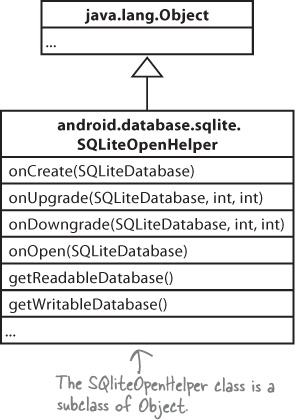 java.lang.Object
...
android.database.sqlite.
SQLiteOpenHelper
onCreate(SQLiteDatabase)
onUpgrade(SQLiteDatabase, int, int)
onDowngrade(SQLiteDatabase, int, int)
onOpen(SQLiteDatabase)
getReadableDatabase()
getWritableDatabase()
...
The SQliteOpenHelper class is a
subclass of Object.